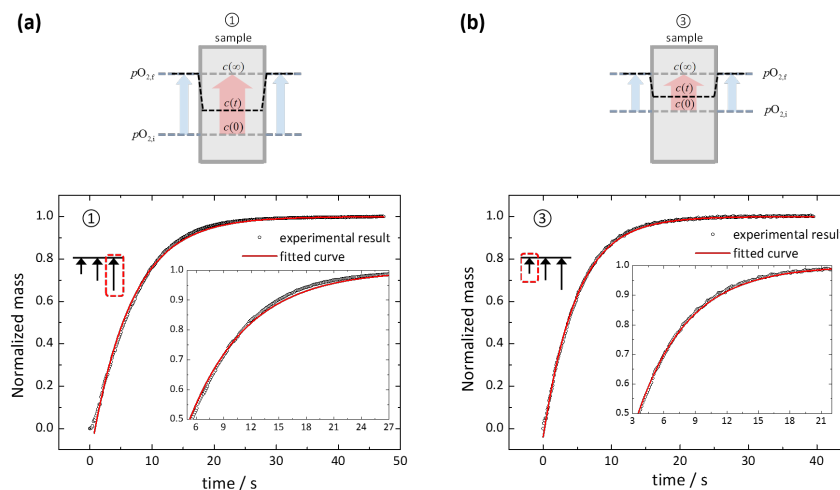 (a)
①
sample
c(∞)
pO2,f
pO2,f
c(t)
c(0)
pO2,i
(b)
③
sample
c(∞)
pO2,f
pO2,f
c(t)
c(0)
pO2,i
Normalized mass
1.0
0.8
0.6
0.4
0.2
0.0
①
experimental result
fitted curve
1.0
0.9
0.8
0.7
0.6
0.5
6 9 12 15 18 21 24 27
0 10 20 30 40 50
time / s
Normalized mass
1.0
0.8
0.6
0.4
0.2
0.0
③
experimental result
fitted curve
1.0
0.9
0.8
0.7
0.6
0.5
3 6 9 12 15 18 21
0 10 20 30 40
time / s